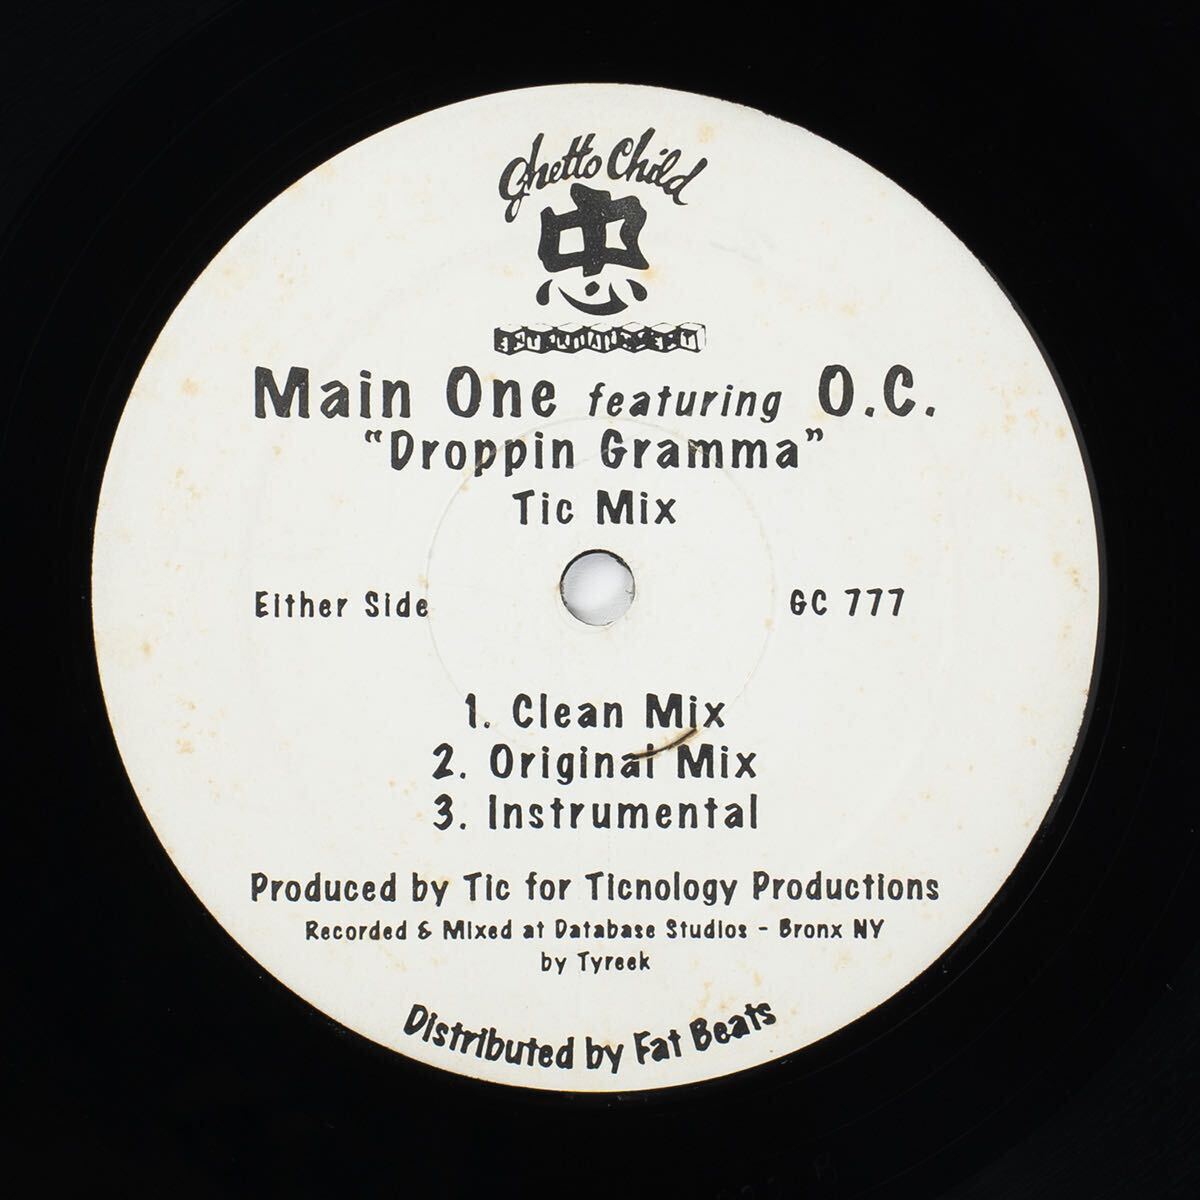 Ghetto Child
忠
Main One featuring O.C.
"Droppin Gramma"
Tic Mix
Either Side
GC 777
1. Clean Mix
2. Original Mix
3. Instrumental
Produced by Tic for Ticnology Productions
Recorded & Mixed at Database Studios - Bronx NY
by Tyreek
Distributed by Fat Beats